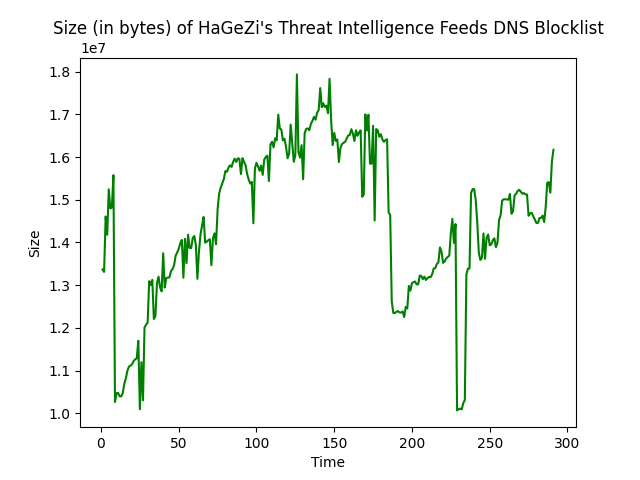 Size (in bytes) of HaGeZi's Threat Intelligence Feeds DNS Blocklist
1e7
1.8
1.7
1.6
1.5
1.4
1.3
1.2
1.1
1.0
Size
0 50 100 150 200 250 300
Time